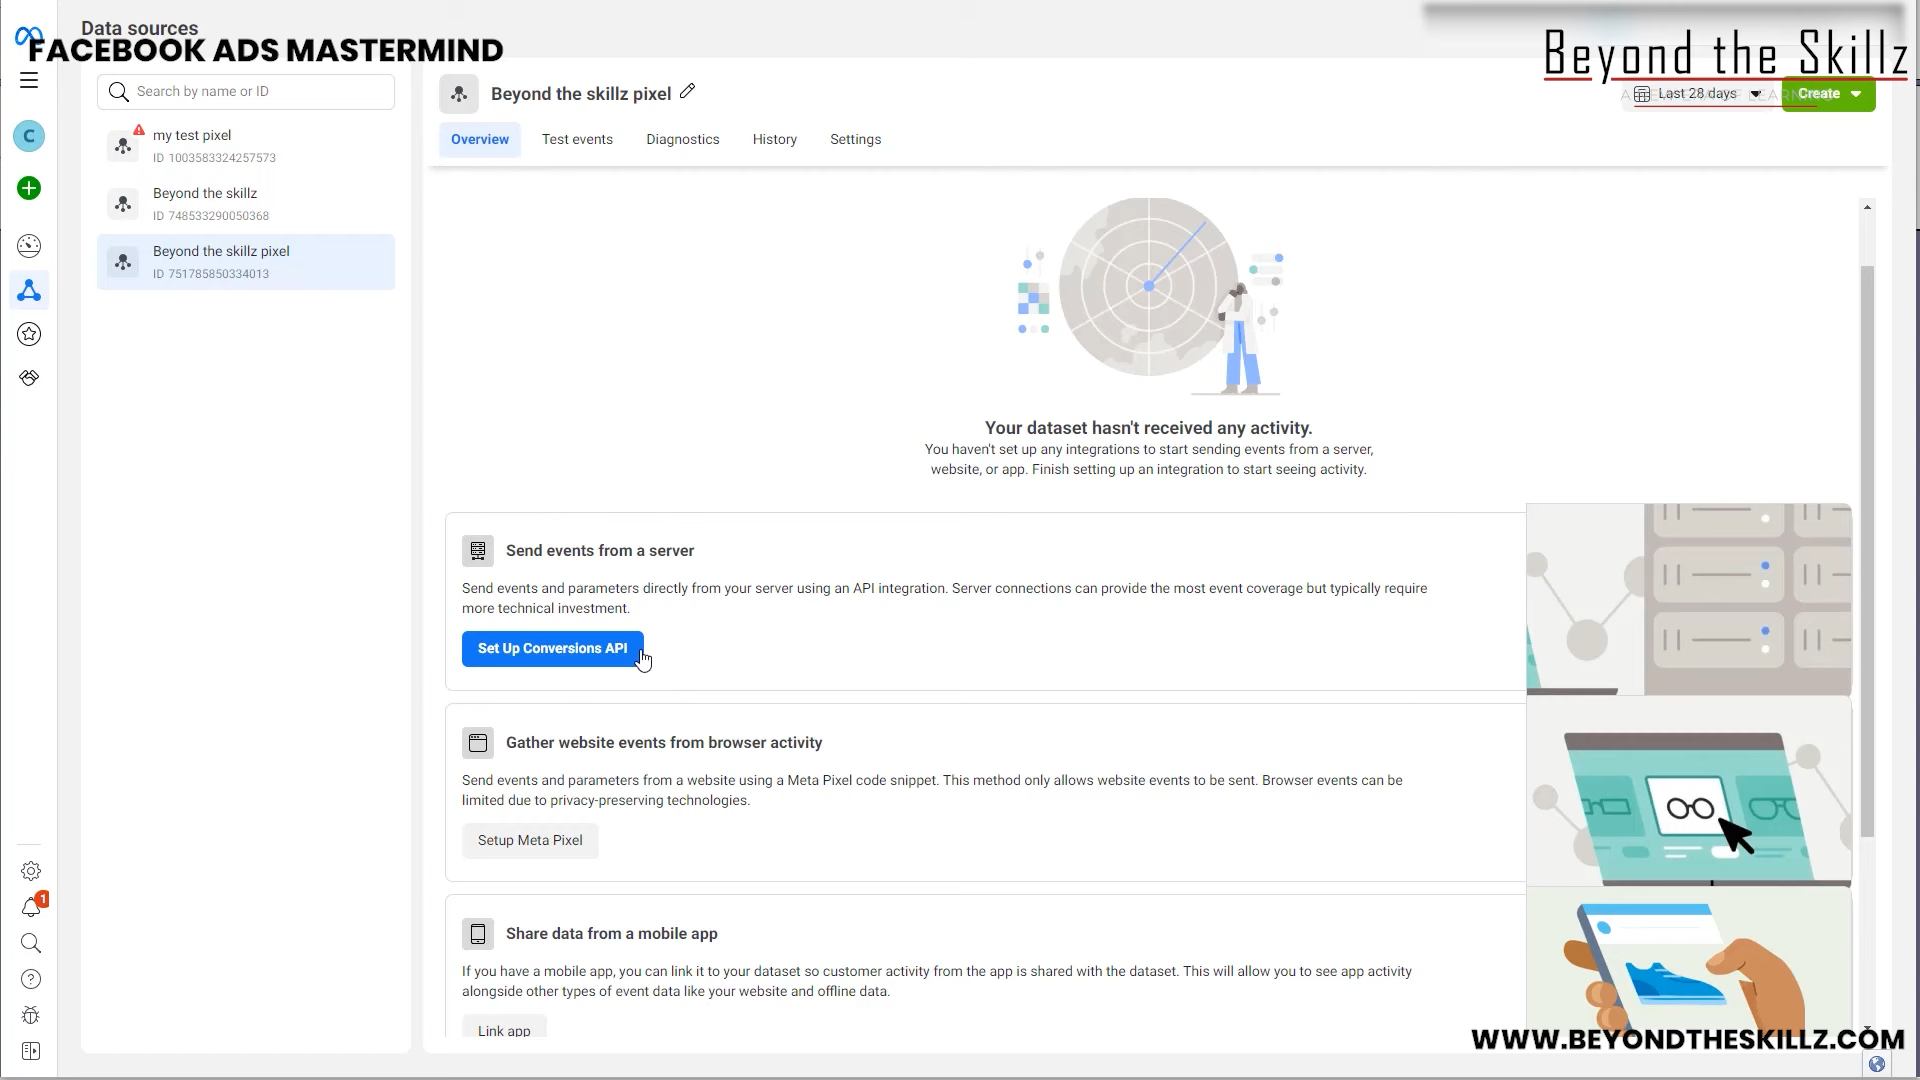 Data sources
FACEBOOK ADS MASTERMIND
Beyond the Skillz
Search by name or ID
my test pixel
ID 1003583324257573
Beyond the skillz
ID 748533290050368
Beyond the skillz pixel
ID 751785850334013
C
1
Beyond the skillz pixel
Last 28 days
Create
Overview
Test events
Diagnostics
History
Settings
Your dataset hasn't received any activity.
You haven't set up any integrations to start sending events from a server,
website, or app. Finish setting up an integration to start seeing activity.
Send events from a server
Send events and parameters directly from your server using an API integration. Server connections can provide the most event coverage but typically require
more technical investment.
Set Up Conversions API
Gather website events from browser activity
Send events and parameters from a website using a Meta Pixel code snippet. This method only allows website events to be sent. Browser events can be
limited due to privacy-preserving technologies.
Setup Meta Pixel
Share data from a mobile app
If you have a mobile app, you can link it to your dataset so customer activity from the app is shared with the dataset. This will allow you to see app activity
alongside other types of event data like your website and offline data.
Link app
WWW.BEYONDTHESKILLZ.COM